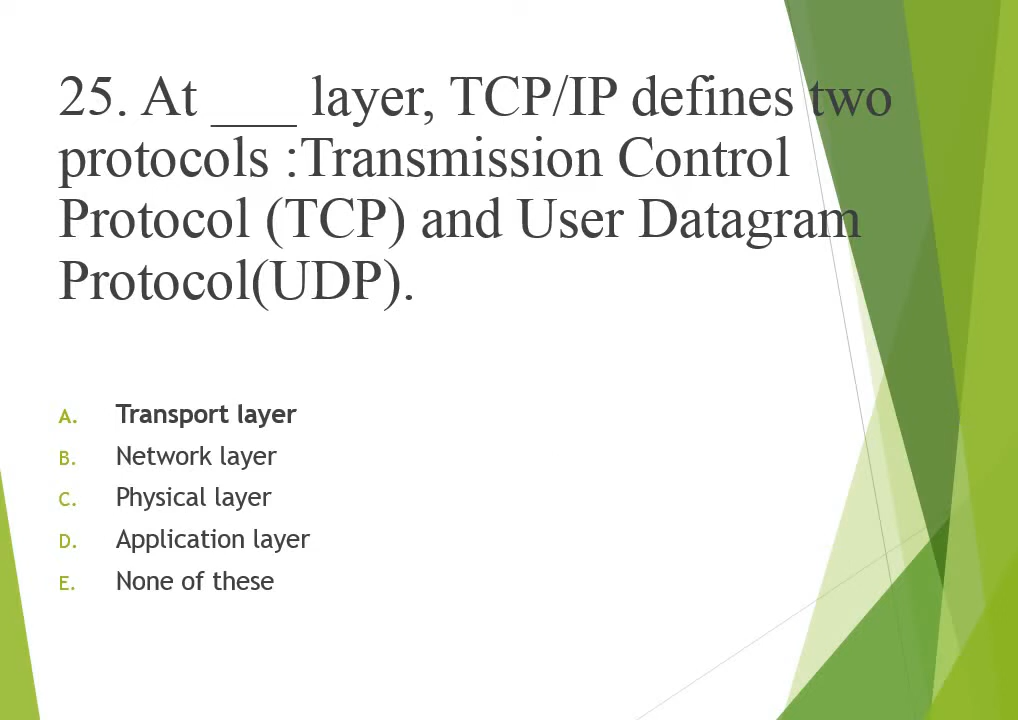 25. At ___ layer, TCP/IP defines two
protocols :Transmission Control
Protocol (TCP) and User Datagram
Protocol(UDP).
A. Transport layer
B. Network layer
C. Physical layer
D. Application layer
E. None of these